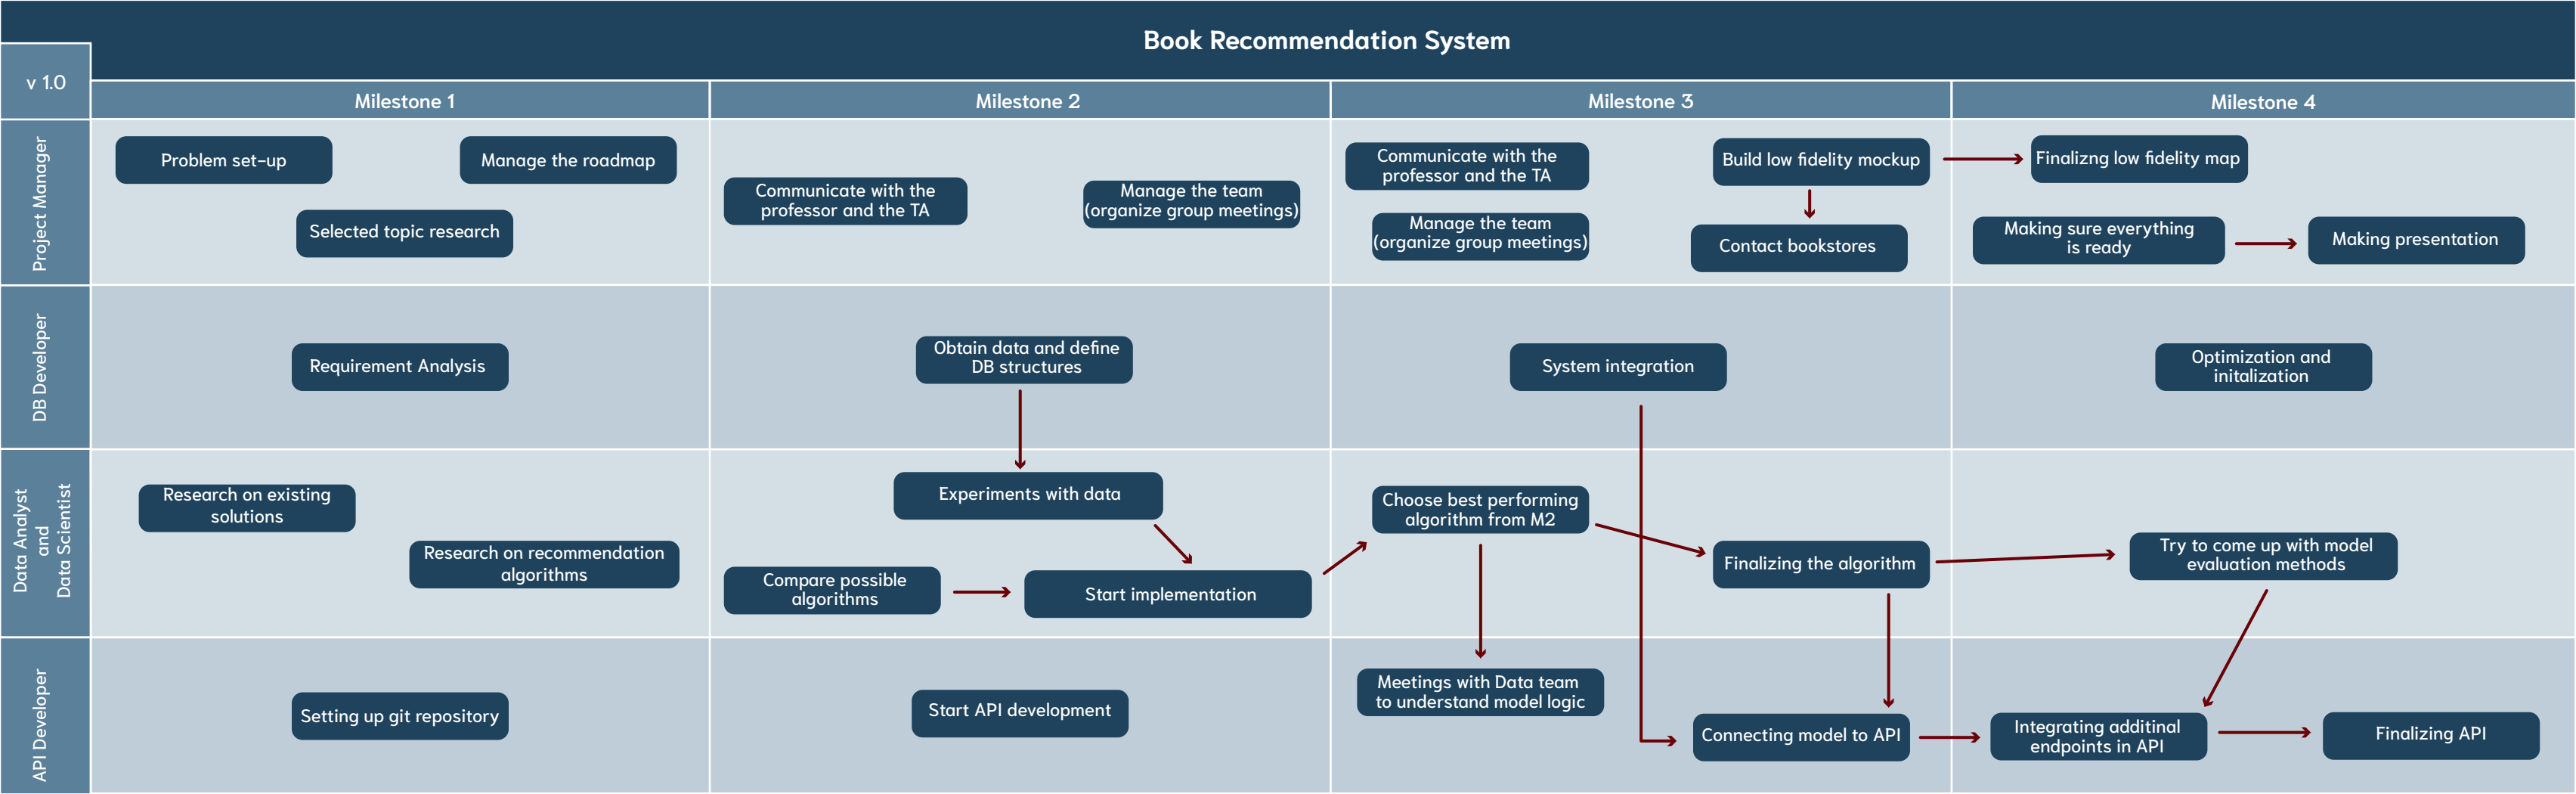 Book Recommendation System
v 1.0
Milestone 1
Milestone 2
Milestone 3
Milestone 4
Project Manager
Problem set-up
Manage the roadmap
Selected topic research
Communicate with the
professor and the TA
Manage the team
(organize group meetings)
Communicate with the
professor and the TA
Manage the team
(organize group meetings)
Build low fidelity mockup
Contact bookstores
Finalizng low fidelity map
Making sure everything
is ready
Making presentation
DB Developer
Requirement Analysis
Obtain data and define
DB structures
System integration
Optimization and
initalization
Data Analyst
and
Data Scientist
Research on existing
solutions
Research on recommendation
algorithms
Experiments with data
Compare possible
algorithms
Start implementation
Choose best performing
algorithm from M2
Finalizing the algorithm
Try to come up with model
evaluation methods
API Developer
Setting up git repository
Start API development
Meetings with Data team
to understand model logic
Connecting model to API
Integrating additinal
endpoints in API
Finalizing API